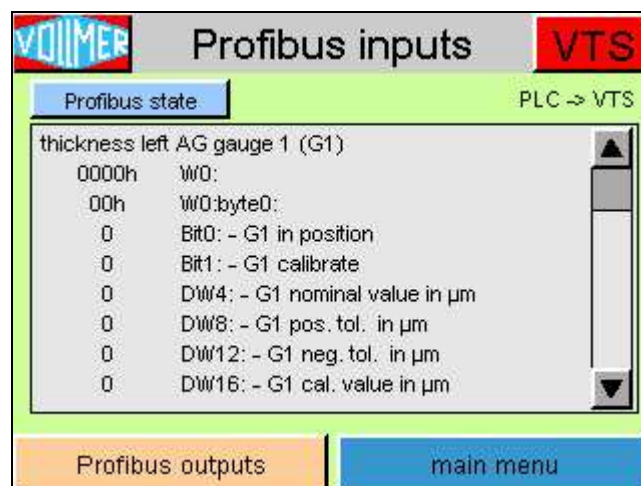 VOLLMER Profibus inputs VTS
Profibus state PLC -> VTS
thickness left AG gauge 1 (G1)
0000h W0:
00h W0:byte0:
0 Bit0: - G1 in position
0 Bit1: - G1 calibrate
0 DW4: - G1 nominal value in µm
0 DW8: - G1 pos. tol. in µm
0 DW12: - G1 neg. tol. in µm
0 DW16: - G1 cal. value in µm
Profibus outputs main menu